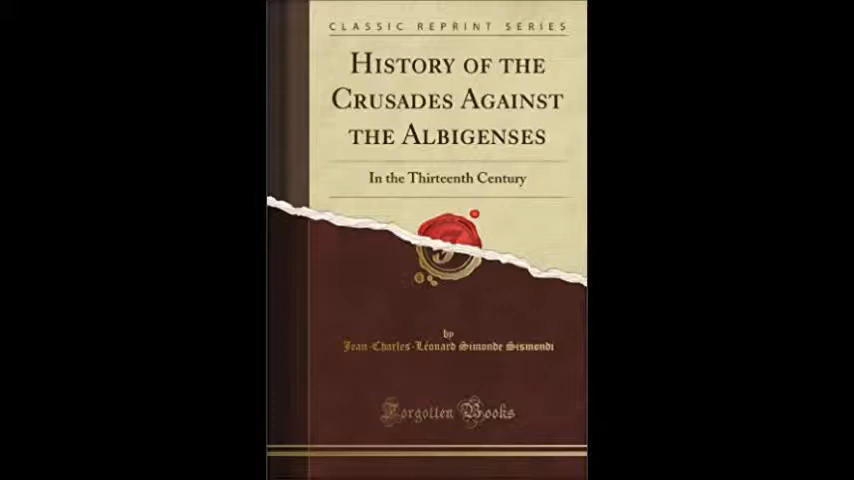 CLASSIC REPRINT SERIES
HISTORY OF THE
CRUSADES AGAINST
THE ALBIGENSES
In the Thirteenth Century
by
Jean-Charles-Léonard Simonde Sismondi
Forgotten Books